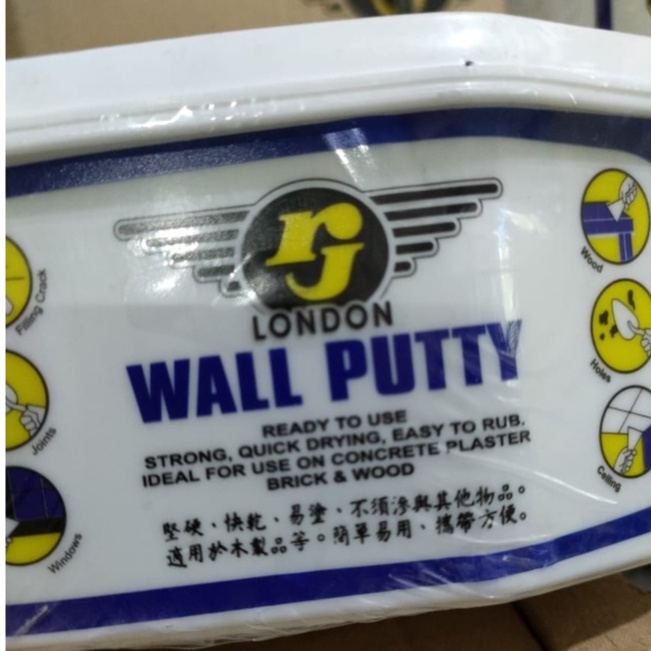 rj
LONDON
WALL PUTTY
READY TO USE
STRONG, QUICK DRYING, EASY TO RUB.
IDEAL FOR USE ON CONCRETE PLASTER
BRICK & WOOD
堅硬、快乾、易塗、不須滲與其他物品。
適用於木製品等。簡單易用、攜帶方便。
Filling Crack
Joints
Windows
Wood
Holes
Ceiling